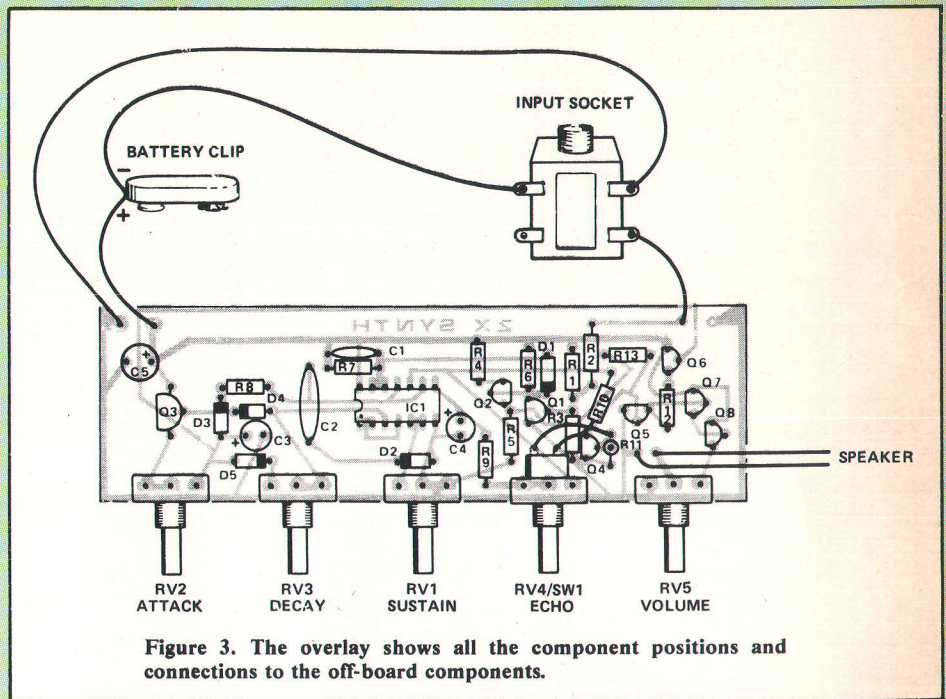 INPUT SOCKET
BATTERY CLIP
−
+
ZX SYNTH
C5
+
Q3
R8
D3
D4
+
C3
D5
C2
C1
R7
IC1
D2
+
C4
R4
Q2
R9
R5
R6
D1
Q1
R3
R1
R2
R10
R13
Q4
R11
Q5
R12
Q6
Q7
Q8
SPEAKER
RV2
ATTACK
RV3
DECAY
RV1
SUSTAIN
RV4/SW1
ECHO
RV5
VOLUME
Figure 3. The overlay shows all the component positions and
connections to the off-board components.